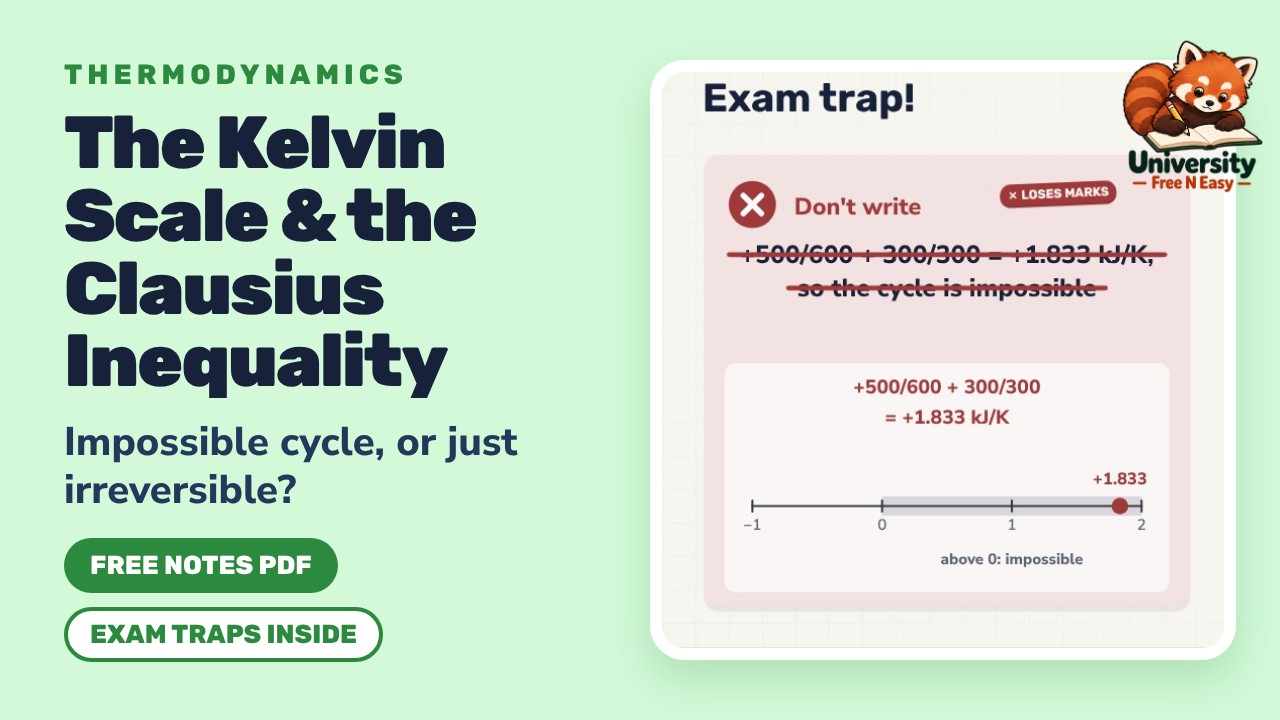 THERMODYNAMICS
The Kelvin
Scale & the
Clausius
Inequality
Impossible cycle, or just
irreversible?
FREE NOTES PDF
EXAM TRAPS INSIDE
Exam trap!
Don't write
× LOSES MARKS
+500/600 + 300/300 = +1.833 kJ/K,
so the cycle is impossible
+500/600 + 300/300
= +1.833 kJ/K
+1.833
−1 0 1 2
above 0: impossible
University
— Free N Easy —